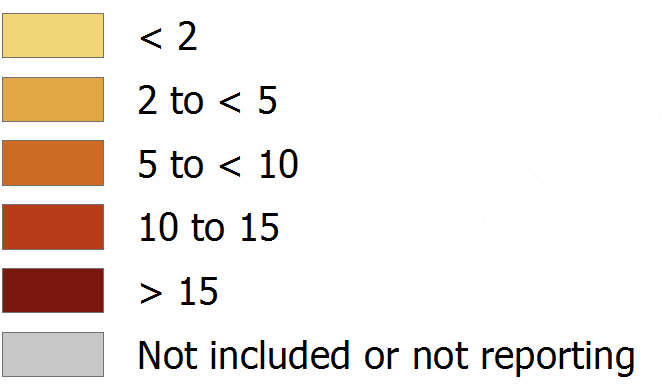 < 2
2 to < 5
5 to < 10
10 to 15
> 15
Not included or not reporting